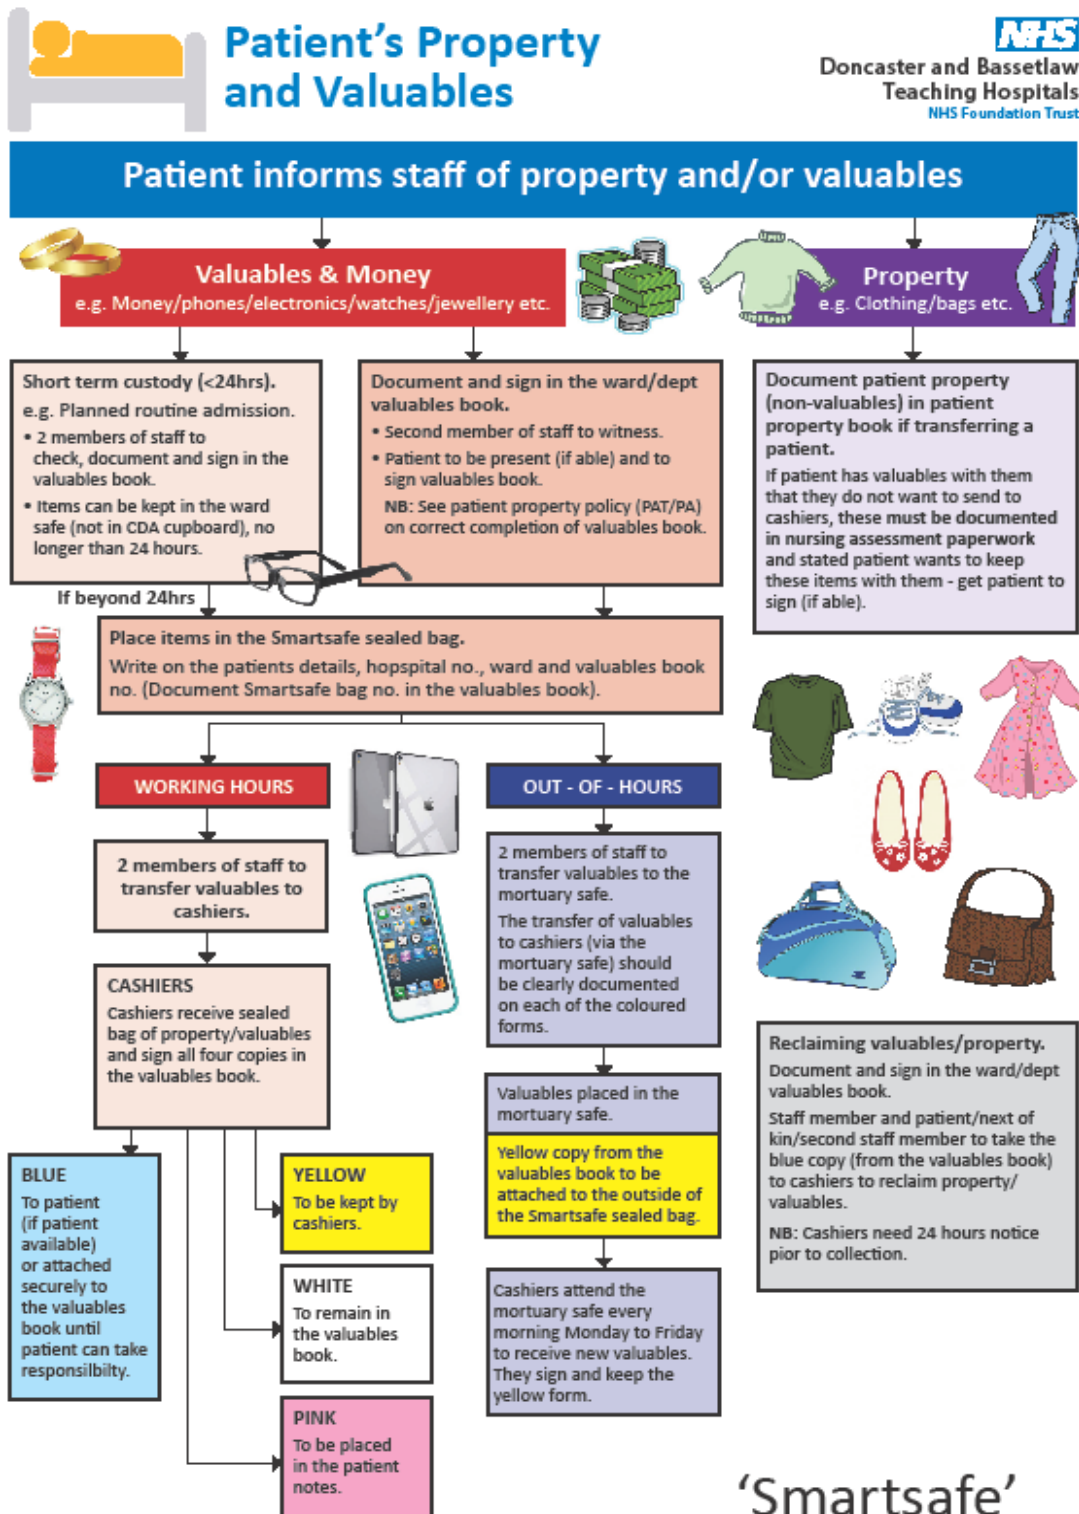 Patient's Property
and Valuables
NHS
Doncaster and Bassetlaw
Teaching Hospitals
NHS Foundation Trust
Patient informs staff of property and/or valuables
Valuables & Money
e.g. Money/phones/electronics/watches/jewellery etc.
Property
e.g. Clothing/bags etc.
Short term custody (<24hrs).
e.g. Planned routine admission.
• 2 members of staff to
check, document and sign in the
valuables book.
• Items can be kept in the ward
safe (not in CDA cupboard), no
longer than 24 hours.
Document and sign in the ward/dept
valuables book.
• Second member of staff to witness.
• Patient to be present (if able) and to
sign valuables book.
NB: See patient property policy (PAT/PA)
on correct completion of valuables book.
Document patient property
(non-valuables) in patient
property book if transferring a
patient.
If patient has valuables with them
that they do not want to send to
cashiers, these must be documented
in nursing assessment paperwork
and stated patient wants to keep
these items with them - get patient to
sign (if able).
If beyond 24hrs
Place items in the Smartsafe sealed bag.
Write on the patients details, hopspital no., ward and valuables book
no. (Document Smartsafe bag no. in the valuables book).
WORKING HOURS
2 members of staff to
transfer valuables to
cashiers.
CASHIERS
Cashiers receive sealed
bag of property/valuables
and sign all four copies in
the valuables book.
BLUE
To patient
(if patient
available)
or attached
securely to
the valuables
book until
patient can take
responsilbilty.
YELLOW
To be kept by
cashiers.
WHITE
To remain in
the valuables
book.
PINK
To be placed
in the patient
notes.
OUT - OF - HOURS
2 members of staff to
transfer valuables to the
mortuary safe.
The transfer of valuables
to cashiers (via the
mortuary safe) should
be clearly documented
on each of the coloured
forms.
Valuables placed in the
mortuary safe.
Yellow copy from the
valuables book to be
attached to the outside of
the Smartsafe sealed bag.
Cashiers attend the
mortuary safe every
morning Monday to Friday
to receive new valuables.
They sign and keep the
yellow form.
Reclaiming valuables/property.
Document and sign in the ward/dept
valuables book.
Staff member and patient/next of
kin/second staff member to take the
blue copy (from the valuables book)
to cashiers to reclaim property/
valuables.
NB: Cashiers need 24 hours notice
pior to collection.
'Smartsafe'